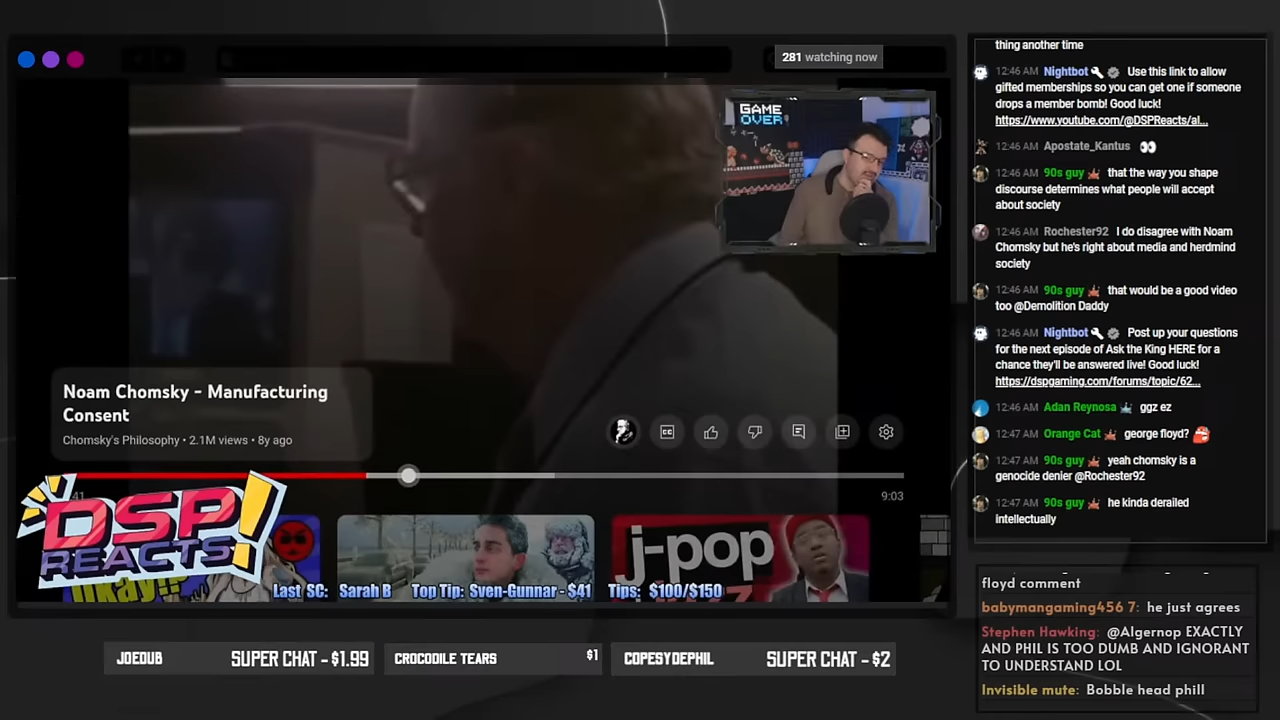 281 watching now
GAME
OVER
Noam Chomsky - Manufacturing
Consent
Chomsky's Philosophy • 2.1M views • 8y ago
CC
41
9:03
DSP
REACTS!
okay!?
j-pop
Last SC: Sarah B Top Tip: Sven-Gunnar - $41 Tips: $100/$150
JOEDUB SUPER CHAT - $1.99
CROCODILE TEARS $1
COPESYDEPHIL SUPER CHAT - $2
thing another time
12:46 AM Nightbot Use this link to allow
gifted memberships so you can get one if someone
drops a member bomb! Good luck!
https://www.youtube.com/@DSPReacts/al...
12:46 AM Apostate_Kantus
12:46 AM 90s guy that the way you shape
discourse determines what people will accept
about society
12:46 AM Rochester92 I do disagree with Noam
Chomsky but he's right about media and herdmind
society
12:46 AM 90s guy that would be a good video
too @Demolition Daddy
12:46 AM Nightbot Post up your questions
for the next episode of Ask the King HERE for a
chance they'll be answered live! Good luck!
https://dspgaming.com/forums/topic/62...
12:46 AM Adan Reynosa ggz ez
12:47 AM Orange Cat george floyd?
12:47 AM 90s guy yeah chomsky is a
genocide denier @Rochester92
12:47 AM 90s guy he kinda derailed
intellectually
floyd comment
babymangaming456 7: he just agrees
Stephen Hawking: @Algernop EXACTLY
AND PHIL IS TOO DUMB AND IGNORANT
TO UNDERSTAND LOL
Invisible mute: Bobble head phill